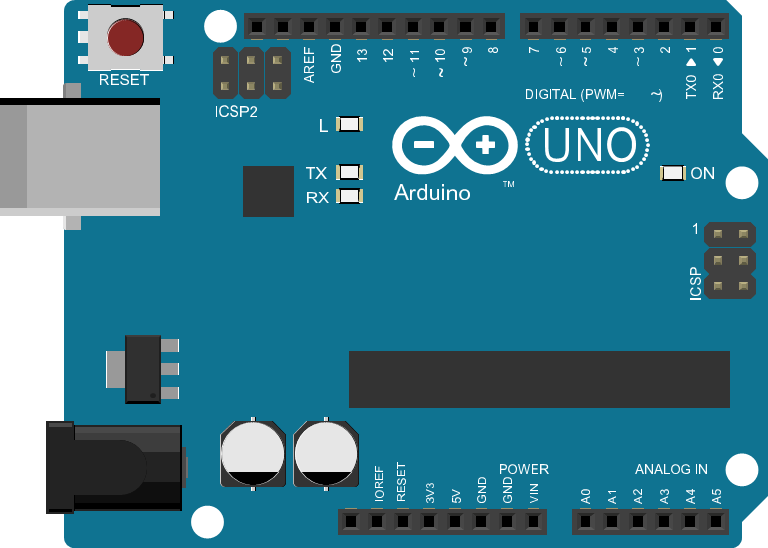 RESET
ICSP2
AREF
GND
13
12
~ 11
~ 10
~ 9
8
7
~ 6
~ 5
4
~ 3
2
TX0 ▶ 1
RX0 ◀ 0
DIGITAL (PWM= ~)
L
TX
RX
Arduino
TM
UNO
ON
1
ICSP
POWER
ANALOG IN
IOREF
RESET
3V3
5V
GND
GND
VIN
A0
A1
A2
A3
A4
A5